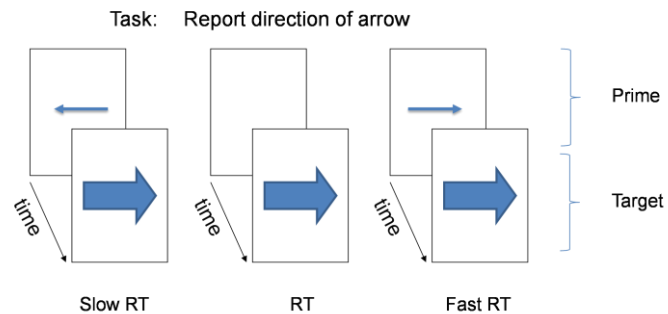 Task: Report direction of arrow
Prime
Target
time
time
time
Slow RT
RT
Fast RT